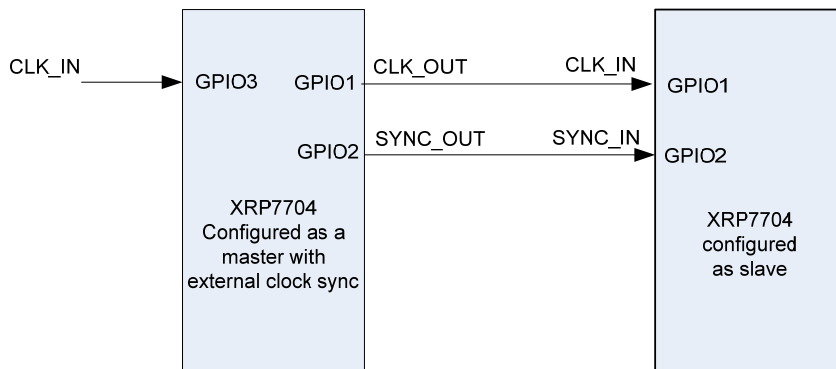 CLK_IN
GPIO3
GPIO1
CLK_OUT
CLK_IN
GPIO1
GPIO2
SYNC_OUT
SYNC_IN
GPIO2
XRP7704
Configured as a
master with
external clock sync
XRP7704
configured
as slave